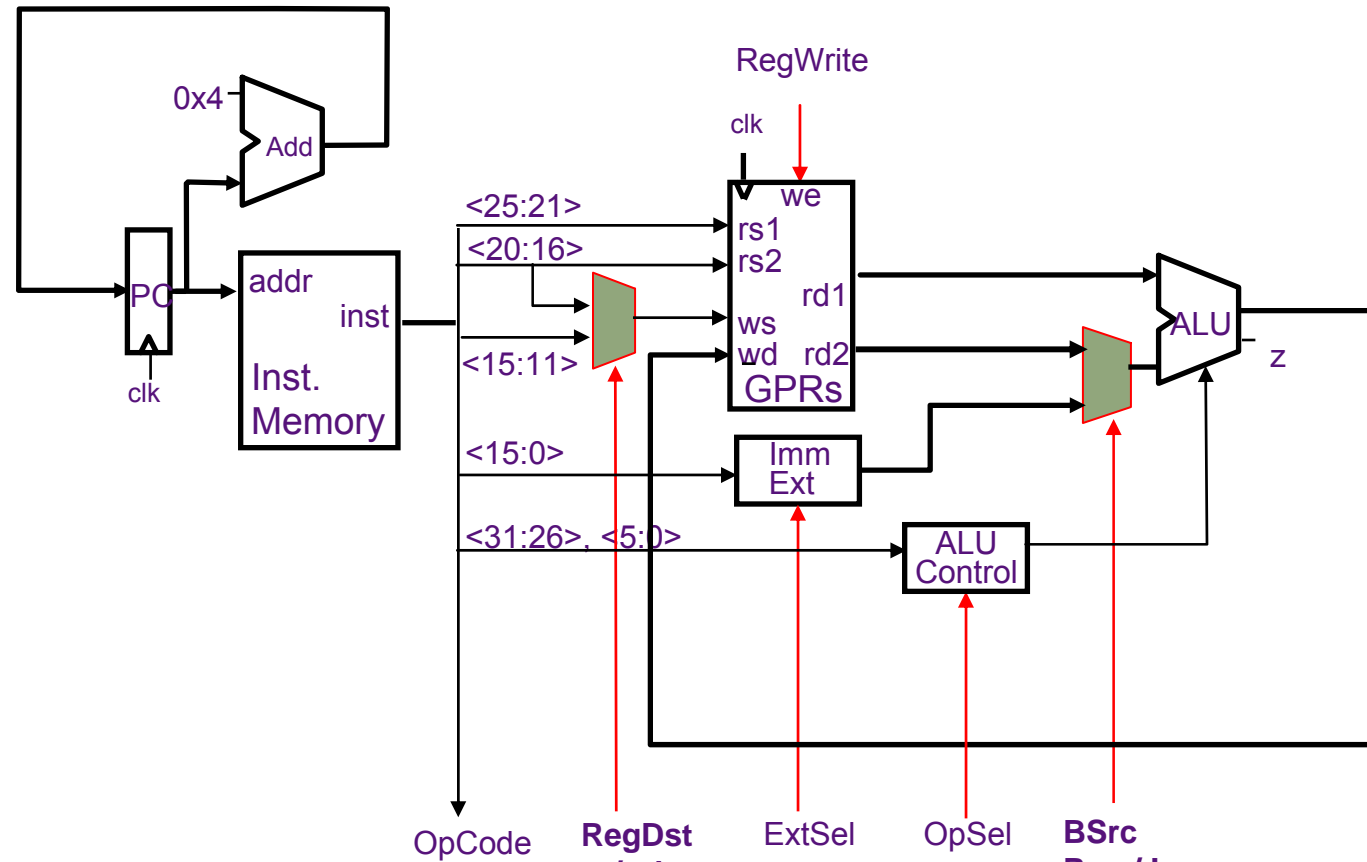 RegWrite
0x4
clk
Add
<25:21>
we
<20:16>
rs1
rs2
PC
addr
rd1
inst
ws
ALU
wd rd2
z
<15:11>
clk
Inst.
Memory
GPRs
<15:0>
Imm
Ext
<31:26>, <5:0>
ALU
Control
OpCode
RegDst
ExtSel
OpSel
BSrc